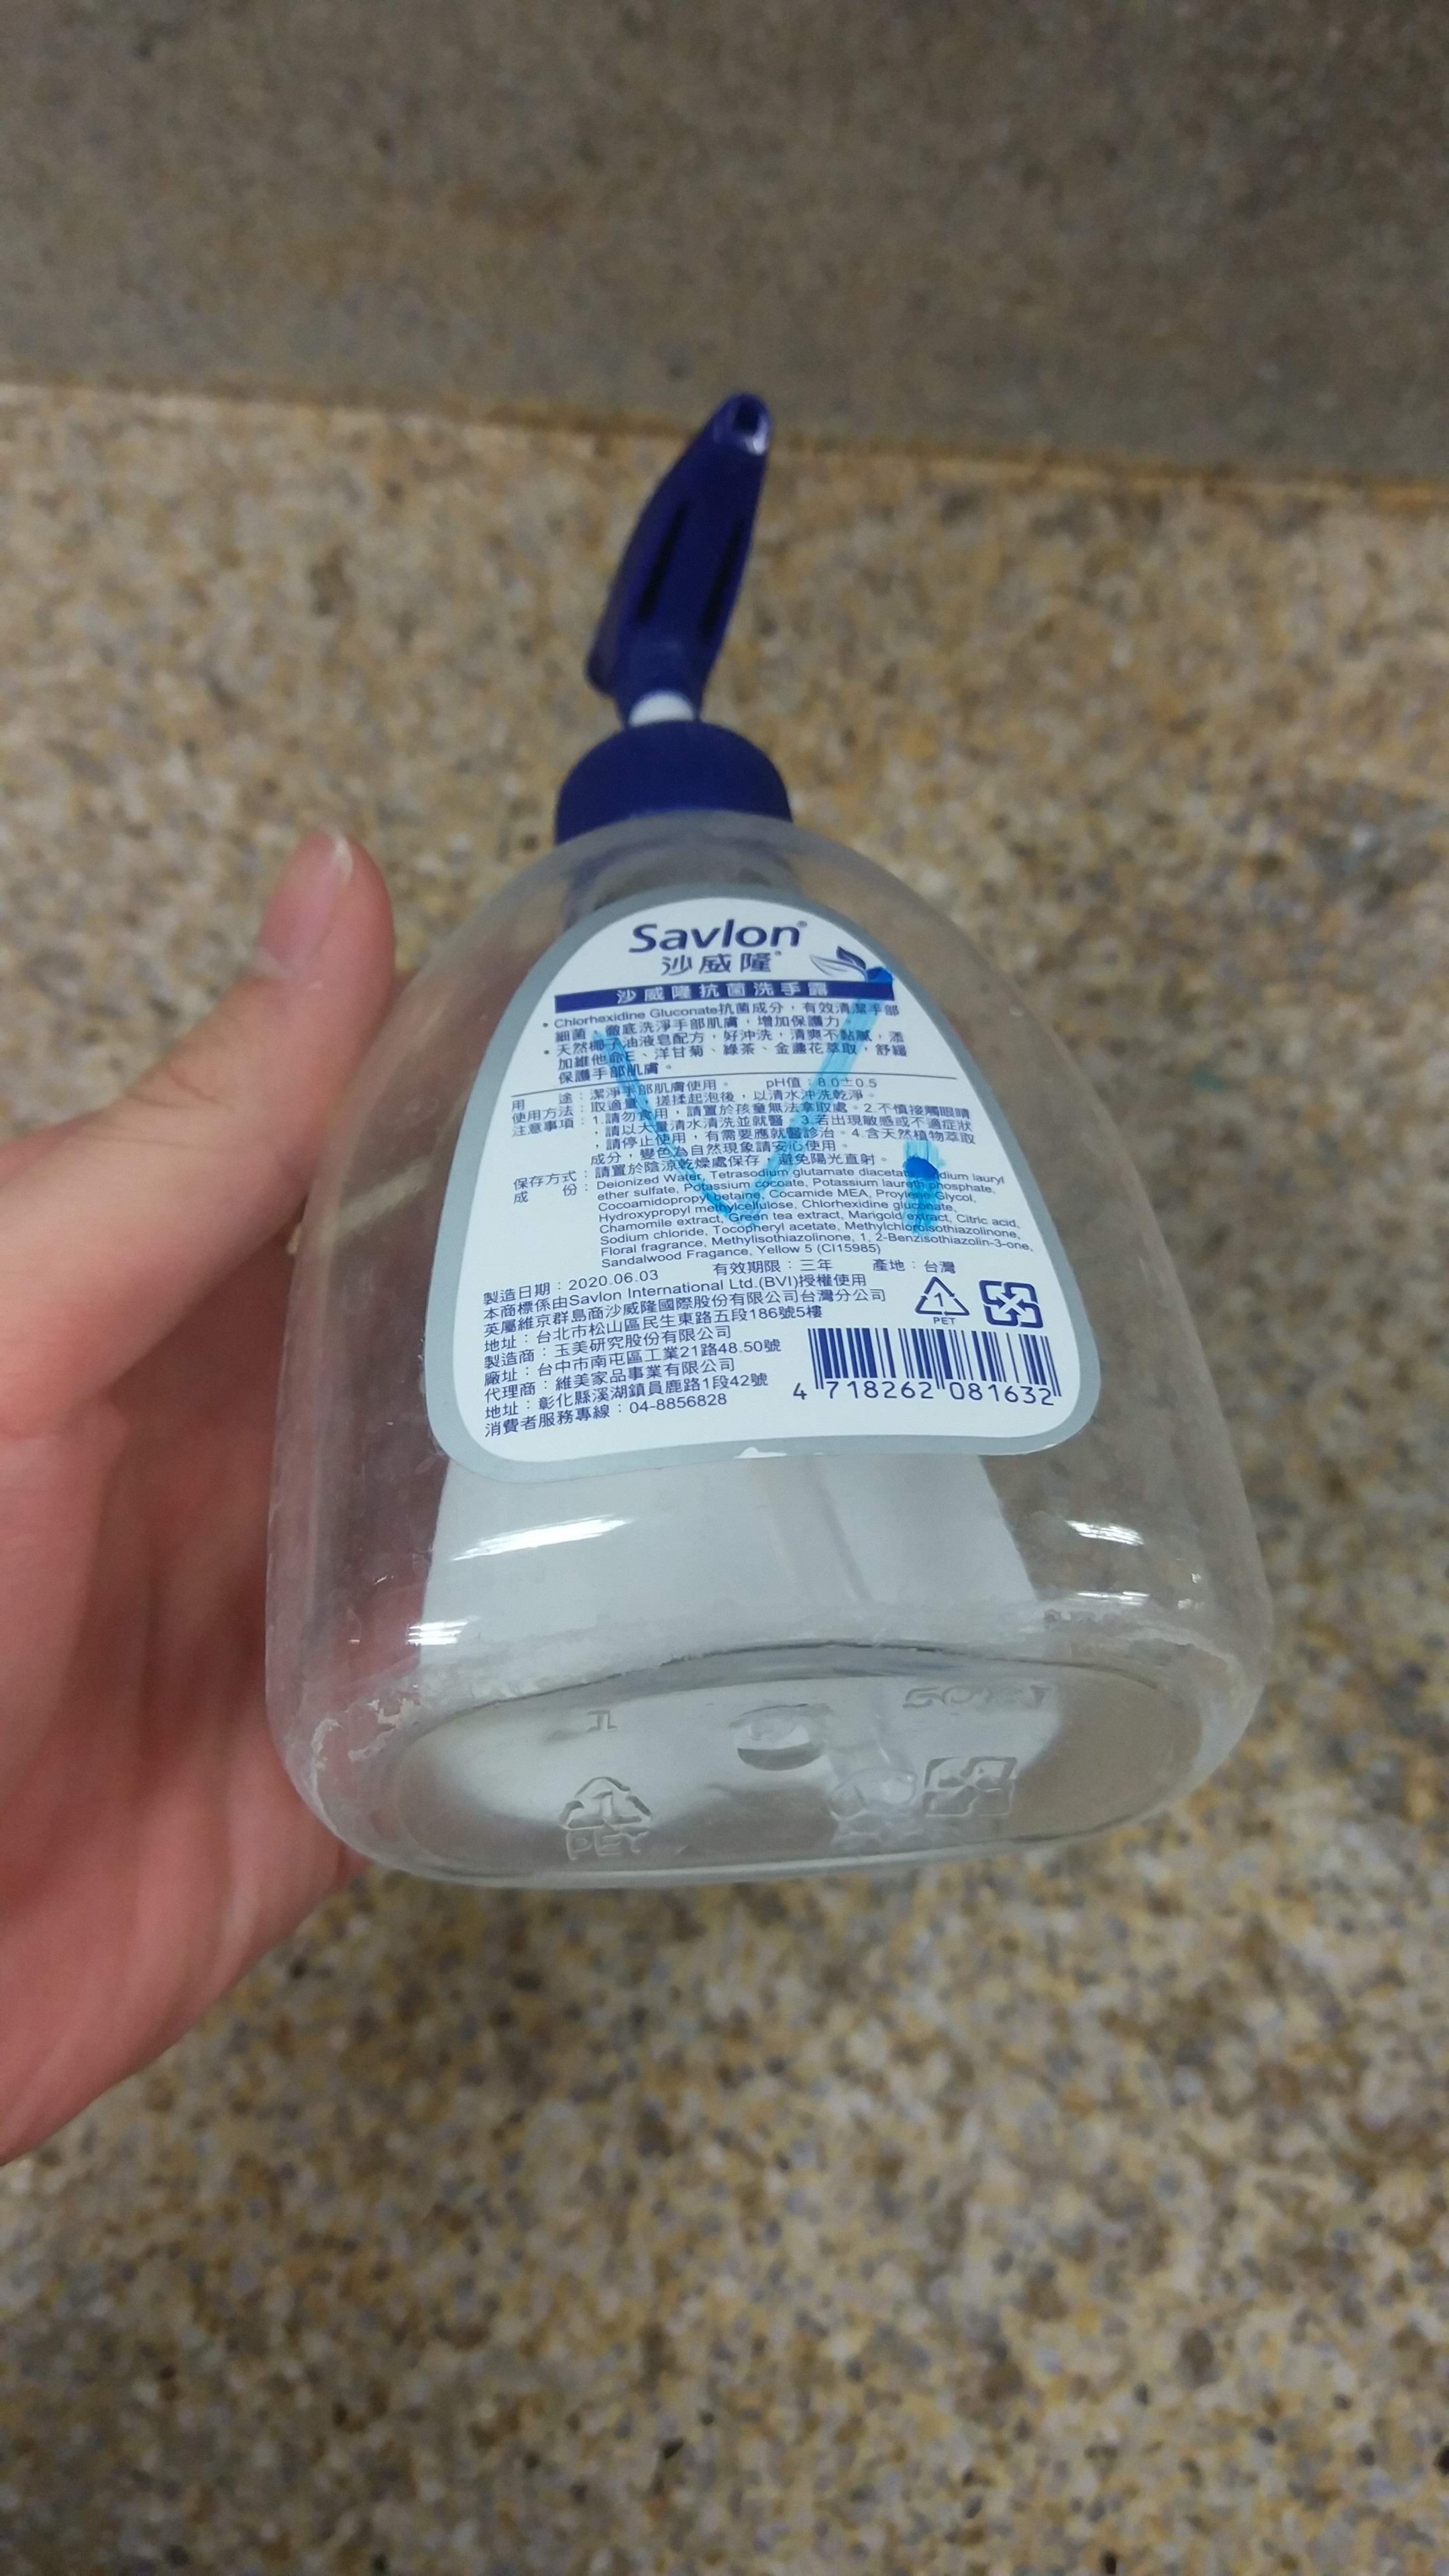 Savlon®
沙威隆®
沙威隆抗菌洗手露
• Chlorhexidine Gluconate抗菌成分，有效清潔手部
細菌，徹底洗淨手部肌膚，增加保護力
• 天然椰子油液皂配方，好沖洗，清爽不黏膩，添
加維他命E、洋甘菊、綠茶、金盞花萃取，舒緩
保護手部肌膚。
用途：潔淨手部肌膚使用。 pH值：8.0±0.5
使用方法：取適量，搓揉起泡後，以清水沖洗乾淨。
注意事項：1.請勿食用，請置於孩童無法拿取處。2.不慎接觸眼睛
，請以大量清水清洗並就醫。3.若出現敏感或不適症狀
，請停止使用，有需要應就醫診治。4.含天然植物萃取
成分，變色為自然現象請安心使用。
保存方式：請置於陰涼乾燥處保存，避免陽光直射。
成份：Deionized Water, Tetrasodium glutamate diacetate, Sodium lauryl
ether sulfate, Potassium cocoate, Potassium laureth phosphate,
Cocoamidopropyl betaine, Cocamide MEA, Proylene Glycol,
Hydroxypropyl methylcellulose, Chlorhexidine gluconate,
Chamomile extract, Green tea extract, Marigold extract, Citric acid,
Sodium chloride, Tocopheryl acetate, Methylchloroisothiazolinone,
Floral fragrance, Methylisothiazolinone, 1, 2-Benzisothiazolin-3-one,
Sandalwood Fragance, Yellow 5 (CI15985)
製造日期：2020.06.03 有效期限：三年 產地：台灣
本商標係由Savlon International Ltd.(BVI)授權使用
英屬維京群島商沙威隆國際股份有限公司台灣分公司
地址：台北市松山區民生東路五段186號5樓
製造商：玉美研究股份有限公司
廠址：台中市南屯區工業21路48.50號
代理商：維美家品事業有限公司
地址：彰化縣溪湖鎮員鹿路1段42號
消費者服務專線：04-8856828
1
PET
4 718262 081632
1
1
PET